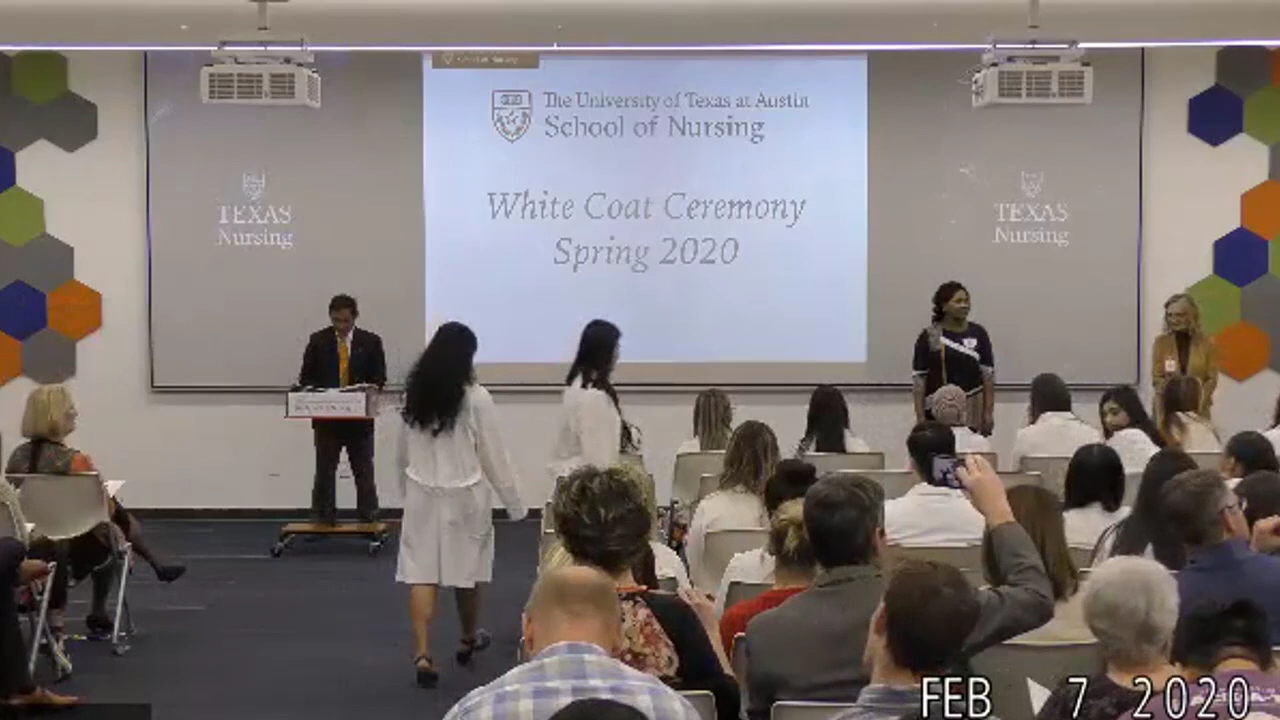 The University of Texas at Austin
School of Nursing
White Coat Ceremony
Spring 2020
TEXAS
Nursing
TEXAS
Nursing
FEB 7 2020